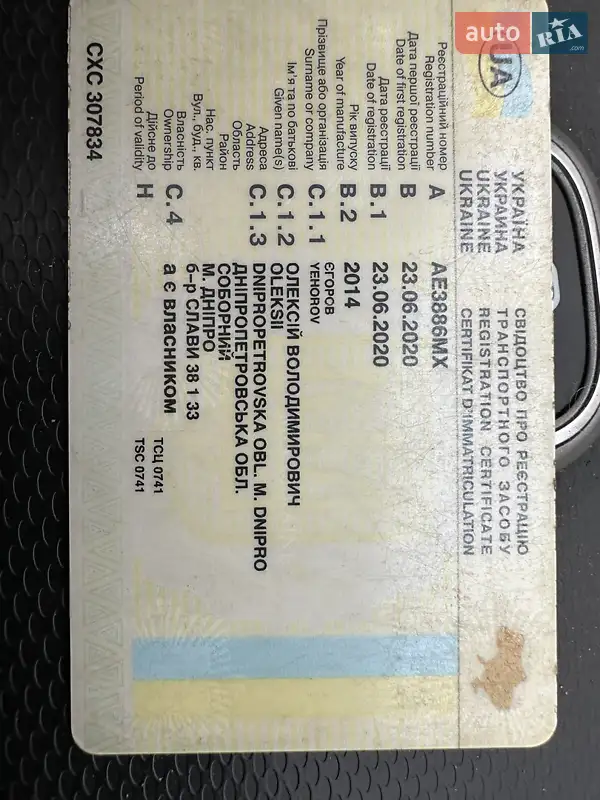 auto RIA .com
UA
УКРАЇНА
УКРАИНА
UKRAINE
UKRAINE
СВІДОЦТВО ПРО РЕЄСТРАЦІЮ
ТРАНСПОРТНОГО ЗАСОБУ
REGISTRATION CERTIFICATE
CERTIFIKAT D'IMMATRICULATION
Реєстраційний номер
Registration number
A
AE3886MX
Дата першої реєстрації
Date of first registration
B
23.06.2020
Дата реєстрації
Date of registration
B.1
23.06.2020
Рік випуску
Year of manufacture
B.2
2014
Прізвище або організація
Surname or company
C.1.1
ЄГОРОВ
YEHOROV
Ім'я та по батькові
Given name(s)
C.1.2
ОЛЕКСІЙ ВОЛОДИМИРОВИЧ
OLEKSII
Адреса
Address
C.1.3
DNIPROPETROVSKA OBL. M. DNIPRO
Область
ДНІПРОПЕТРОВСЬКА ОБЛ.
Район
СОБОРНИЙ
Нас. пункт
М. ДНІПРО
Вул., буд., кв.
б-р СЛАВИ 38 1 33
Власність
Ownership
C.4
а є власником
Дійсне до
Period of validity
H
ТСЦ 0741
TSC 0741
СХС 307834